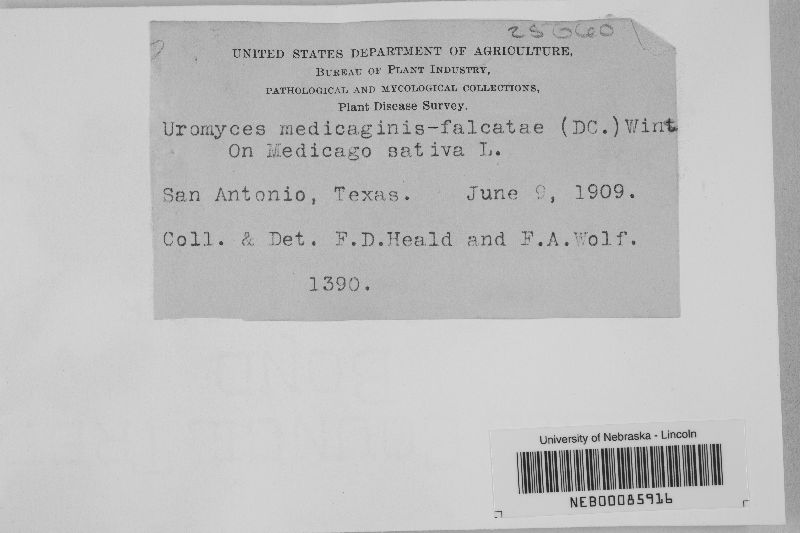 25660
UNITED STATES DEPARTMENT OF AGRICULTURE,
BUREAU OF PLANT INDUSTRY,
PATHOLOGICAL AND MYCOLOGICAL COLLECTIONS,
Plant Disease Survey.
Uromyces medicaginis-falcatae (DC.) Wint
On Medicago sativa L.
San Antonio, Texas. June 9, 1909.
Coll. & Det. F.D.Heald and F.A.Wolf.
1390.
University of Nebraska - Lincoln
NEB00085916